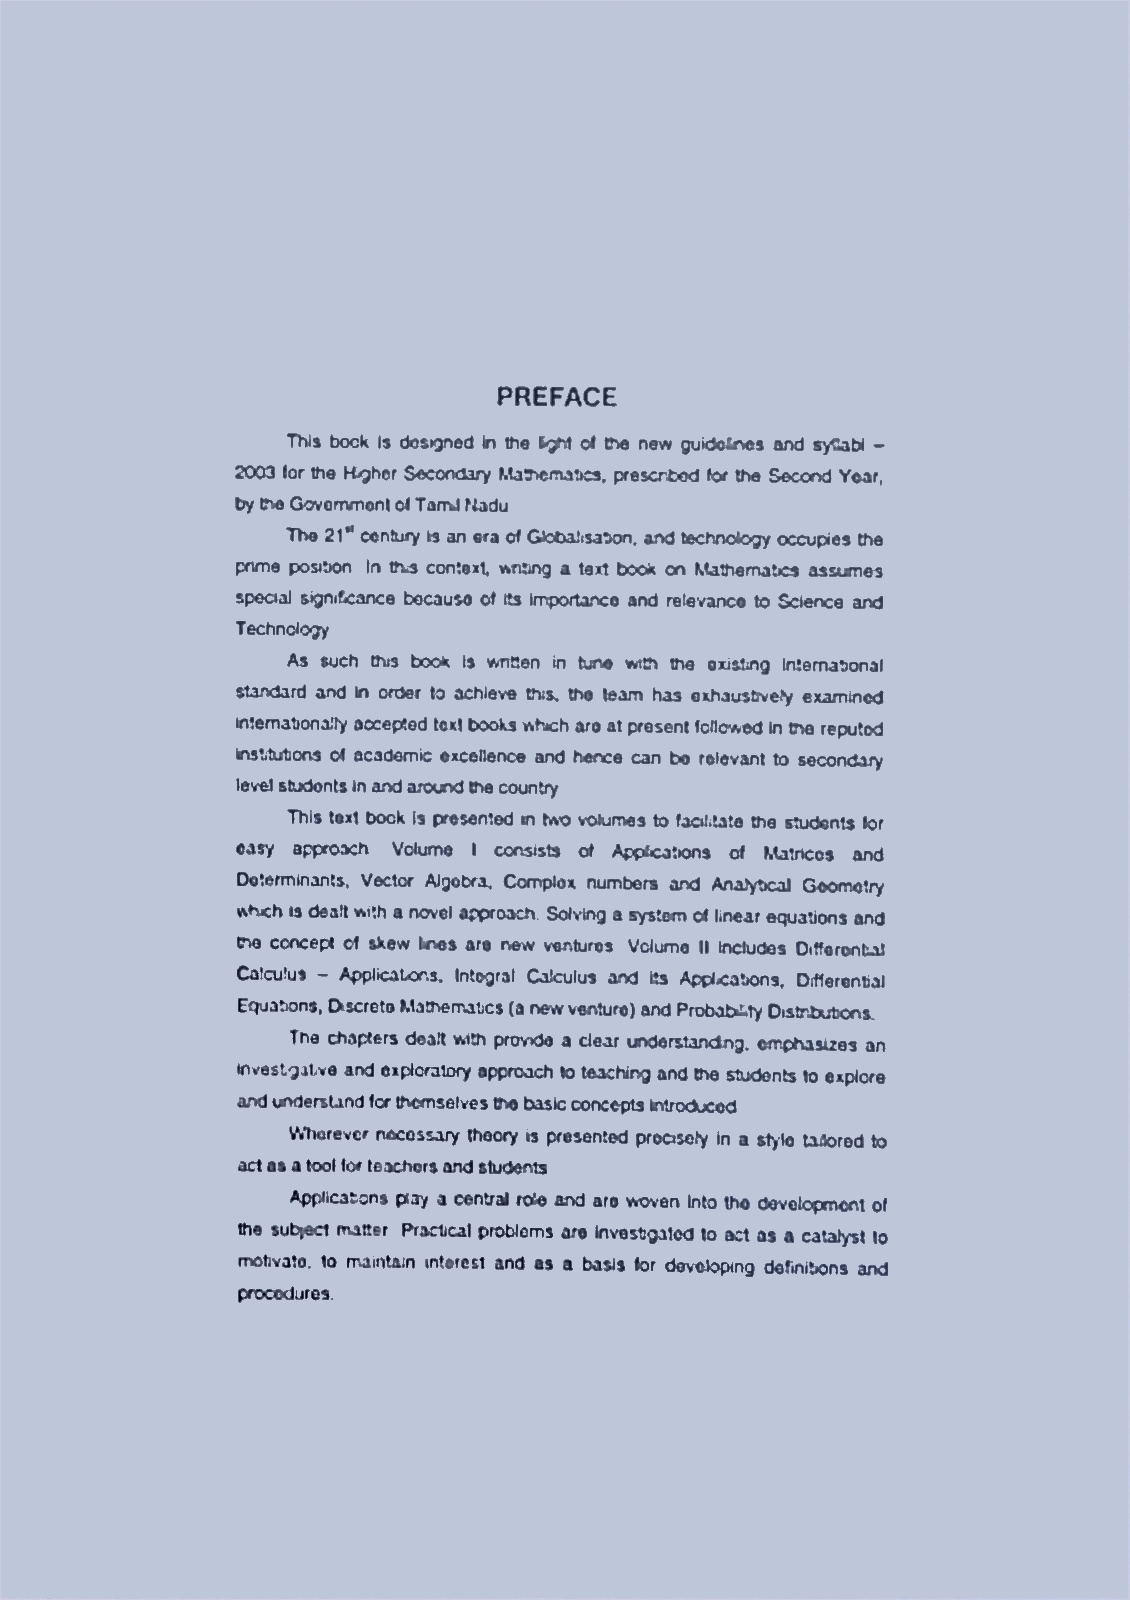 PREFACE
This book is designed in the light of the new guidelines and syllabi –
2003 for the Higher Secondary Mathematics, prescribed for the Second Year,
by the Government of Tamil Nadu
The 21st century is an era of Globalisation, and technology occupies the
prime position In this context, writing a text book on Mathematics assumes
special significance because of its importance and relevance to Science and
Technology
As such this book is written in tune with the existing International
standard and in order to achieve this, the team has exhaustively examined
internationally accepted text books which are at present followed in the reputed
institutions of academic excellence and hence can be relevant to secondary
level students in and around the country
This text book is presented in two volumes to facilitate the students for
easy approach Volume I consists of Applications of Matrices and
Determinants, Vector Algebra, Complex numbers and Analytical Geometry
which is dealt with a novel approach. Solving a system of linear equations and
the concept of skew lines are new ventures Volume II includes Differential
Calculus – Applications, Integral Calculus and its Applications, Differential
Equations, Discrete Mathematics (a new venture) and Probability Distributions.
The chapters dealt with provide a clear understanding, emphasizes an
investigative and exploratory approach to teaching and the students to explore
and understand for themselves the basic concepts introduced
Wherever necessary theory is presented precisely in a style tailored to
act as a tool for teachers and students
Applications play a central role and are woven into the development of
the subject matter Practical problems are investigated to act as a catalyst to
motivate, to maintain interest and as a basis for developing definitions and
procedures.